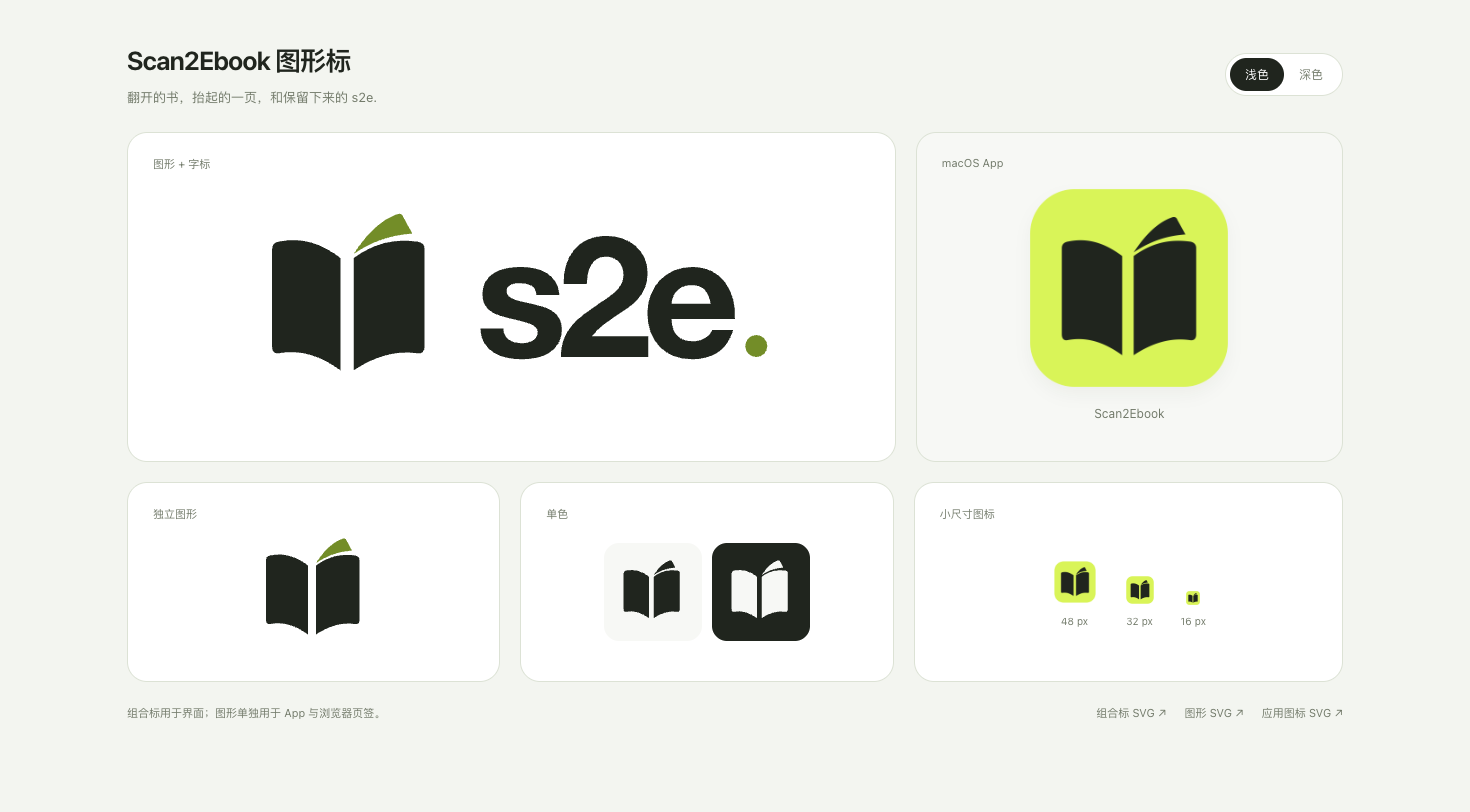 Scan2Ebook 图形标
翻开的书，抬起的一页，和保留下来的 s2e.
浅色
深色
图形 + 字标
s2e.
macOS App
Scan2Ebook
独立图形
单色
小尺寸图标
48 px
32 px
16 px
组合标用于界面；图形单独用于 App 与浏览器页签。
组合标 SVG ↗
图形 SVG ↗
应用图标 SVG ↗